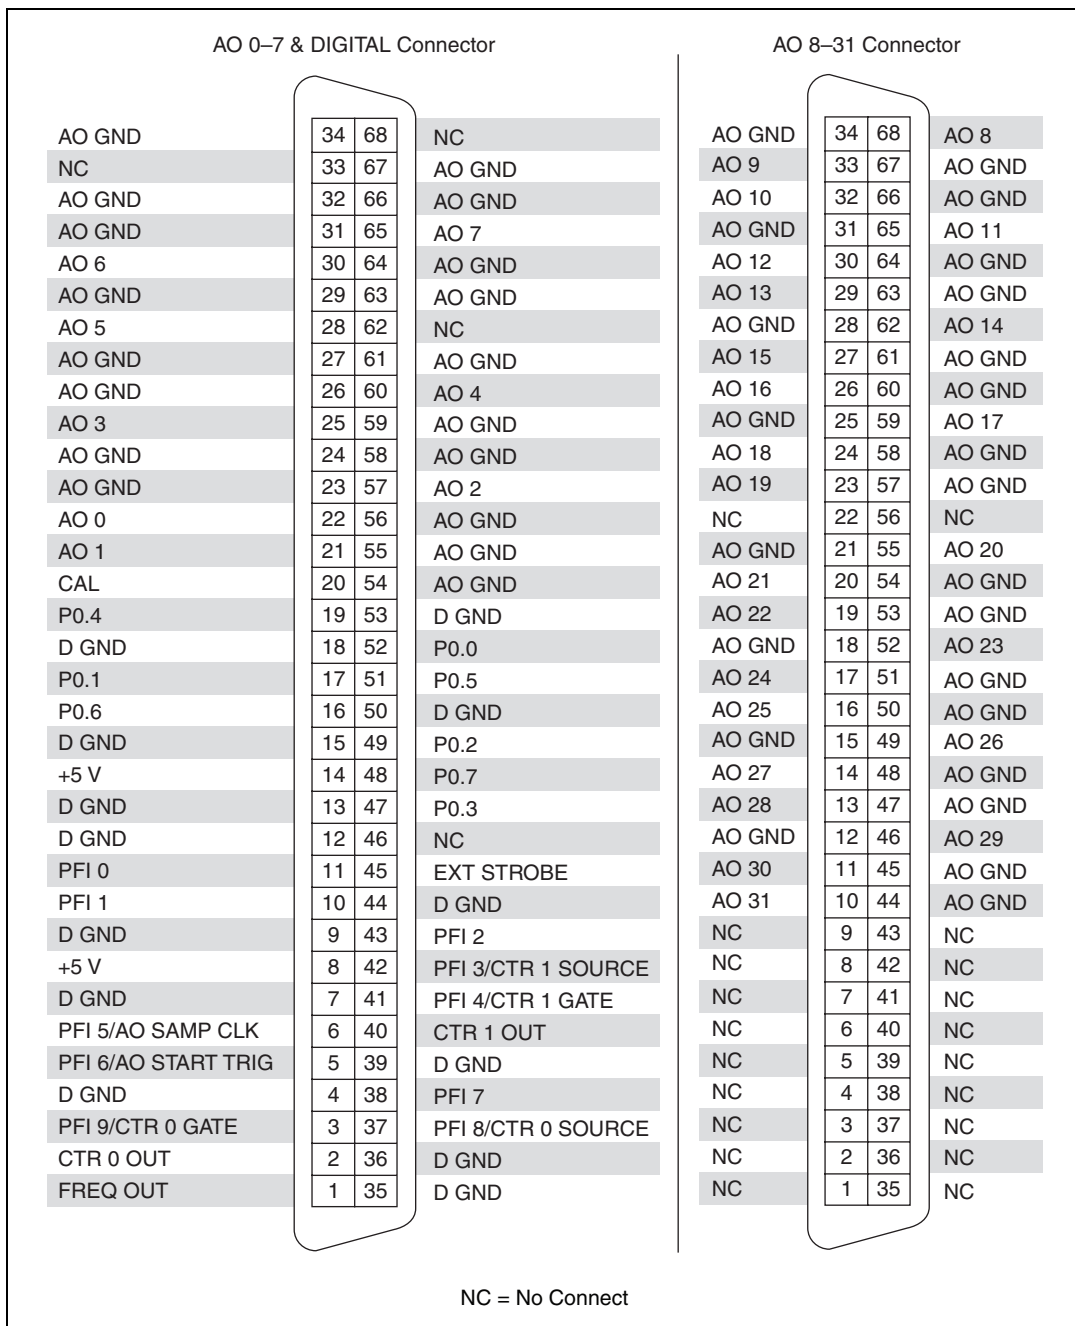 AO 0–7 & DIGITAL Connector
AO GND 34 68 NC
NC 33 67 AO GND
AO GND 32 66 AO GND
AO GND 31 65 AO 7
AO 6 30 64 AO GND
AO GND 29 63 AO GND
AO 5 28 62 NC
AO GND 27 61 AO GND
AO GND 26 60 AO 4
AO 3 25 59 AO GND
AO GND 24 58 AO GND
AO GND 23 57 AO 2
AO 0 22 56 AO GND
AO 1 21 55 AO GND
CAL 20 54 AO GND
P0.4 19 53 D GND
D GND 18 52 P0.0
P0.1 17 51 P0.5
P0.6 16 50 D GND
D GND 15 49 P0.2
+5 V 14 48 P0.7
D GND 13 47 P0.3
D GND 12 46 NC
PFI 0 11 45 EXT STROBE
PFI 1 10 44 D GND
D GND 9 43 PFI 2
+5 V 8 42 PFI 3/CTR 1 SOURCE
D GND 7 41 PFI 4/CTR 1 GATE
PFI 5/AO SAMP CLK 6 40 CTR 1 OUT
PFI 6/AO START TRIG 5 39 D GND
D GND 4 38 PFI 7
PFI 9/CTR 0 GATE 3 37 PFI 8/CTR 0 SOURCE
CTR 0 OUT 2 36 D GND
FREQ OUT 1 35 D GND
AO 8–31 Connector
AO GND 34 68 AO 8
AO 9 33 67 AO GND
AO 10 32 66 AO GND
AO GND 31 65 AO 11
AO 12 30 64 AO GND
AO 13 29 63 AO GND
AO GND 28 62 AO 14
AO 15 27 61 AO GND
AO 16 26 60 AO GND
AO GND 25 59 AO 17
AO 18 24 58 AO GND
AO 19 23 57 AO GND
NC 22 56 NC
AO GND 21 55 AO 20
AO 21 20 54 AO GND
AO 22 19 53 AO GND
AO GND 18 52 AO 23
AO 24 17 51 AO GND
AO 25 16 50 AO GND
AO GND 15 49 AO 26
AO 27 14 48 AO GND
AO 28 13 47 AO GND
AO GND 12 46 AO 29
AO 30 11 45 AO GND
AO 31 10 44 AO GND
NC 9 43 NC
NC 8 42 NC
NC 7 41 NC
NC 6 40 NC
NC 5 39 NC
NC 4 38 NC
NC 3 37 NC
NC 2 36 NC
NC 1 35 NC
NC = No Connect